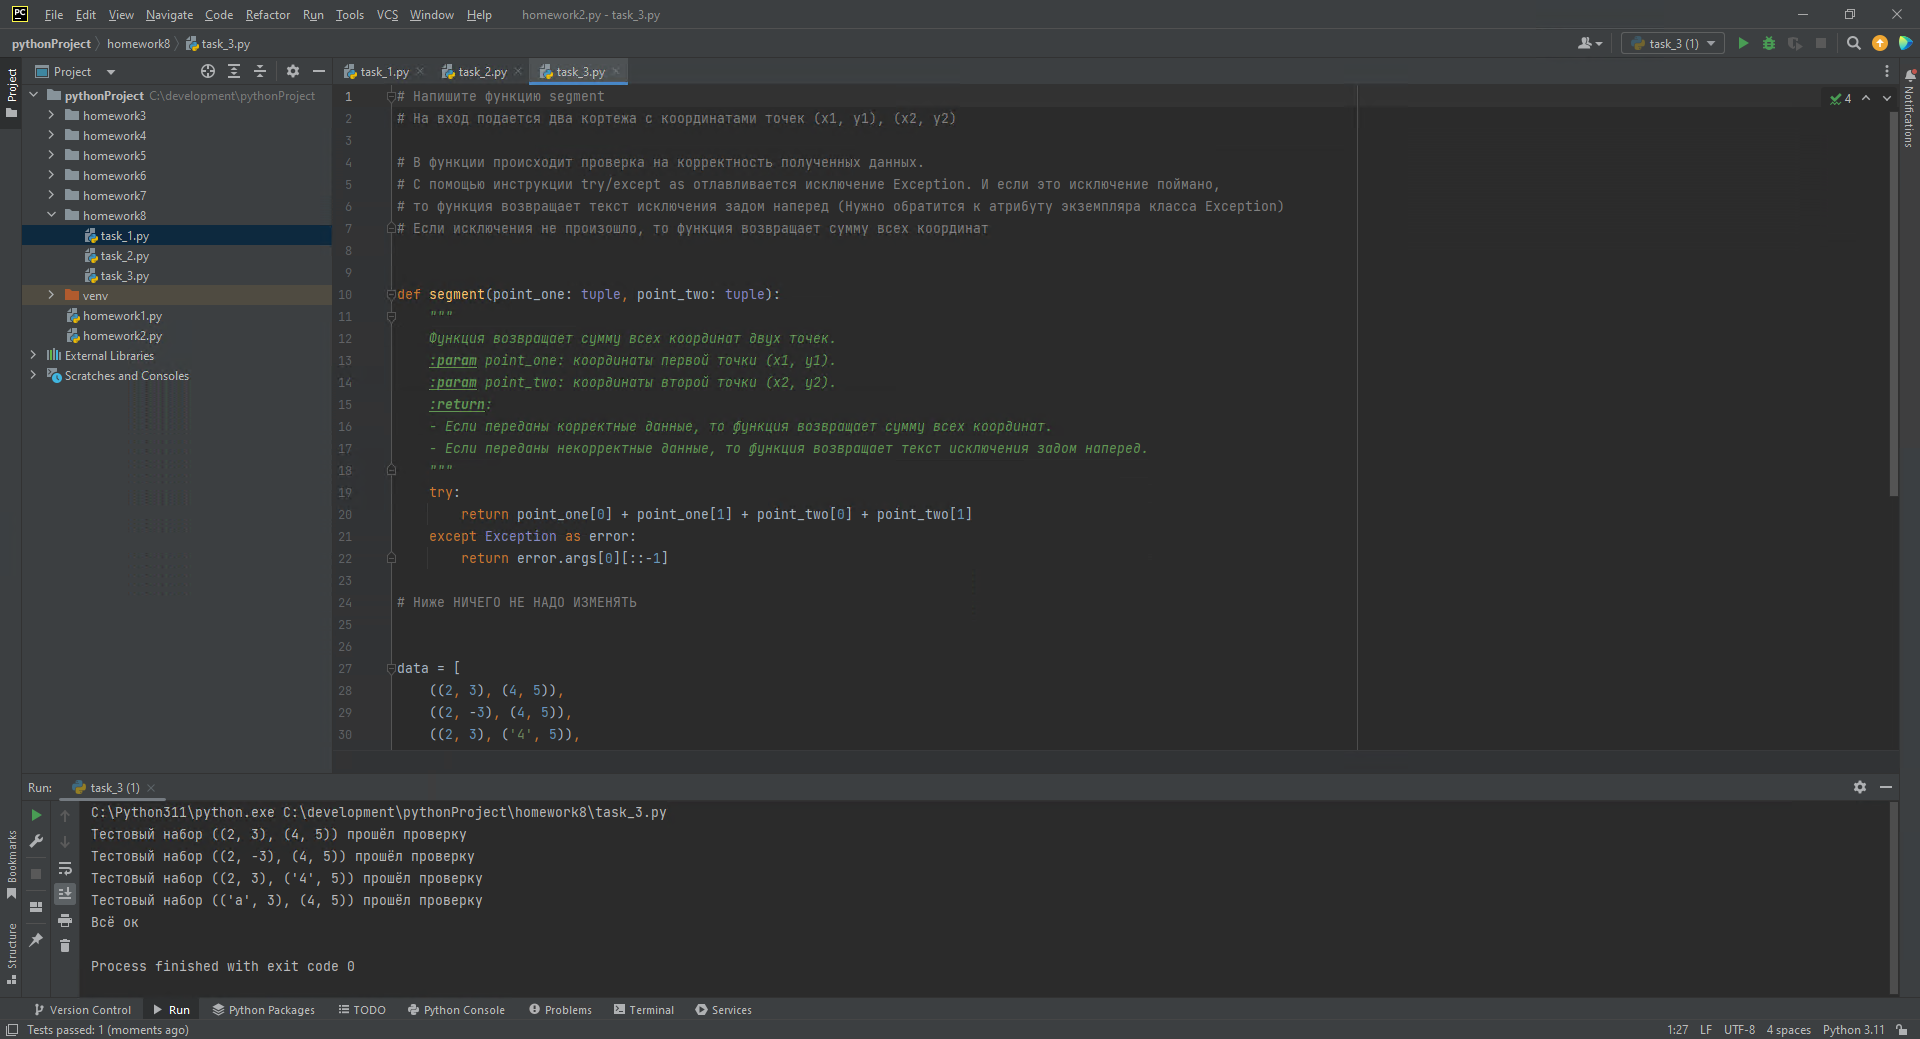 PC File Edit View Navigate Code Refactor Run Tools VCS Window Help homework2.py - task_3.py
pythonProject homework8 task_3.py task_3 (1)
Project task_1.py task_2.py task_3.py
Project
Notifications
pythonProject C:\development\pythonProject
homework3
homework4
homework5
homework6
homework7
homework8
task_1.py
task_2.py
task_3.py
venv
homework1.py
homework2.py
External Libraries
Scratches and Consoles
4
1 # Напишите функцию segment
2 # На вход подается два кортежа с координатами точек (x1, y1), (x2, y2)
3
4 # В функции происходит проверка на корректность полученных данных.
5 # С помощью инструкции try/except as отлавливается исключение Exception. И если это исключение поймано,
6 # то функция возвращает текст исключения задом наперед (Нужно обратится к атрибуту экземпляра класса Exception)
7 # Если исключения не произошло, то функция возвращает сумму всех координат
8
9
10 def segment(point_one: tuple, point_two: tuple):
11 """
12 Функция возвращает сумму всех координат двух точек.
13 :param point_one: координаты первой точки (x1, y1).
14 :param point_two: координаты второй точки (x2, y2).
15 :return:
16 - Если переданы корректные данные, то функция возвращает сумму всех координат.
17 - Если переданы некорректные данные, то функция возвращает текст исключения задом наперед.
18 """
19 try:
20 return point_one[0] + point_one[1] + point_two[0] + point_two[1]
21 except Exception as error:
22 return error.args[0][::-1]
23
24 # Ниже НИЧЕГО НЕ НАДО ИЗМЕНЯТЬ
25
26
27 data = [
28 ((2, 3), (4, 5)),
29 ((2, -3), (4, 5)),
30 ((2, 3), ('4', 5)),
Run: task_3 (1)
C:\Python311\python.exe C:\development\pythonProject\homework8\task_3.py
Тестовый набор ((2, 3), (4, 5)) прошёл проверку
Тестовый набор ((2, -3), (4, 5)) прошёл проверку
Тестовый набор ((2, 3), ('4', 5)) прошёл проверку
Тестовый набор (('a', 3), (4, 5)) прошёл проверку
Всё ок
Process finished with exit code 0
Bookmarks
Structure
Version Control Run Python Packages TODO Python Console Problems Terminal Services
Tests passed: 1 (moments ago) 1:27 LF UTF-8 4 spaces Python 3.11